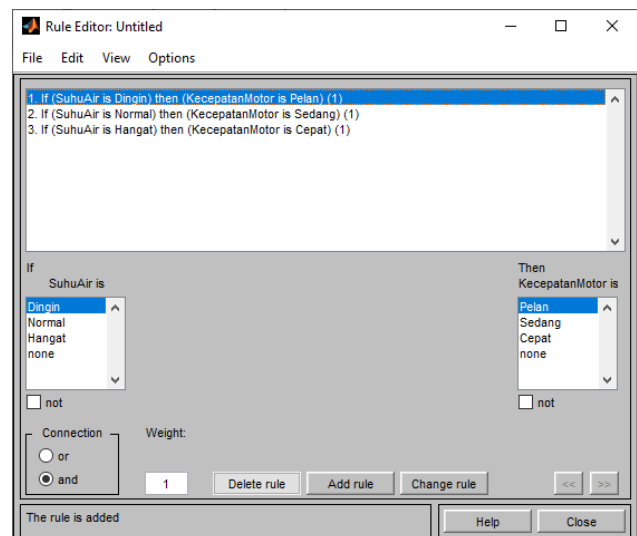 Rule Editor: Untitled
File Edit View Options
1. If (SuhuAir is Dingin) then (KecepatanMotor is Pelan) (1)
2. If (SuhuAir is Normal) then (KecepatanMotor is Sedang) (1)
3. If (SuhuAir is Hangat) then (KecepatanMotor is Cepat) (1)
If
SuhuAir is
Dingin
Normal
Hangat
none
not
Then
KecepatanMotor is
Pelan
Sedang
Cepat
none
not
Connection
or
and
Weight:
1
Delete rule Add rule Change rule << >>
The rule is added
Help Close